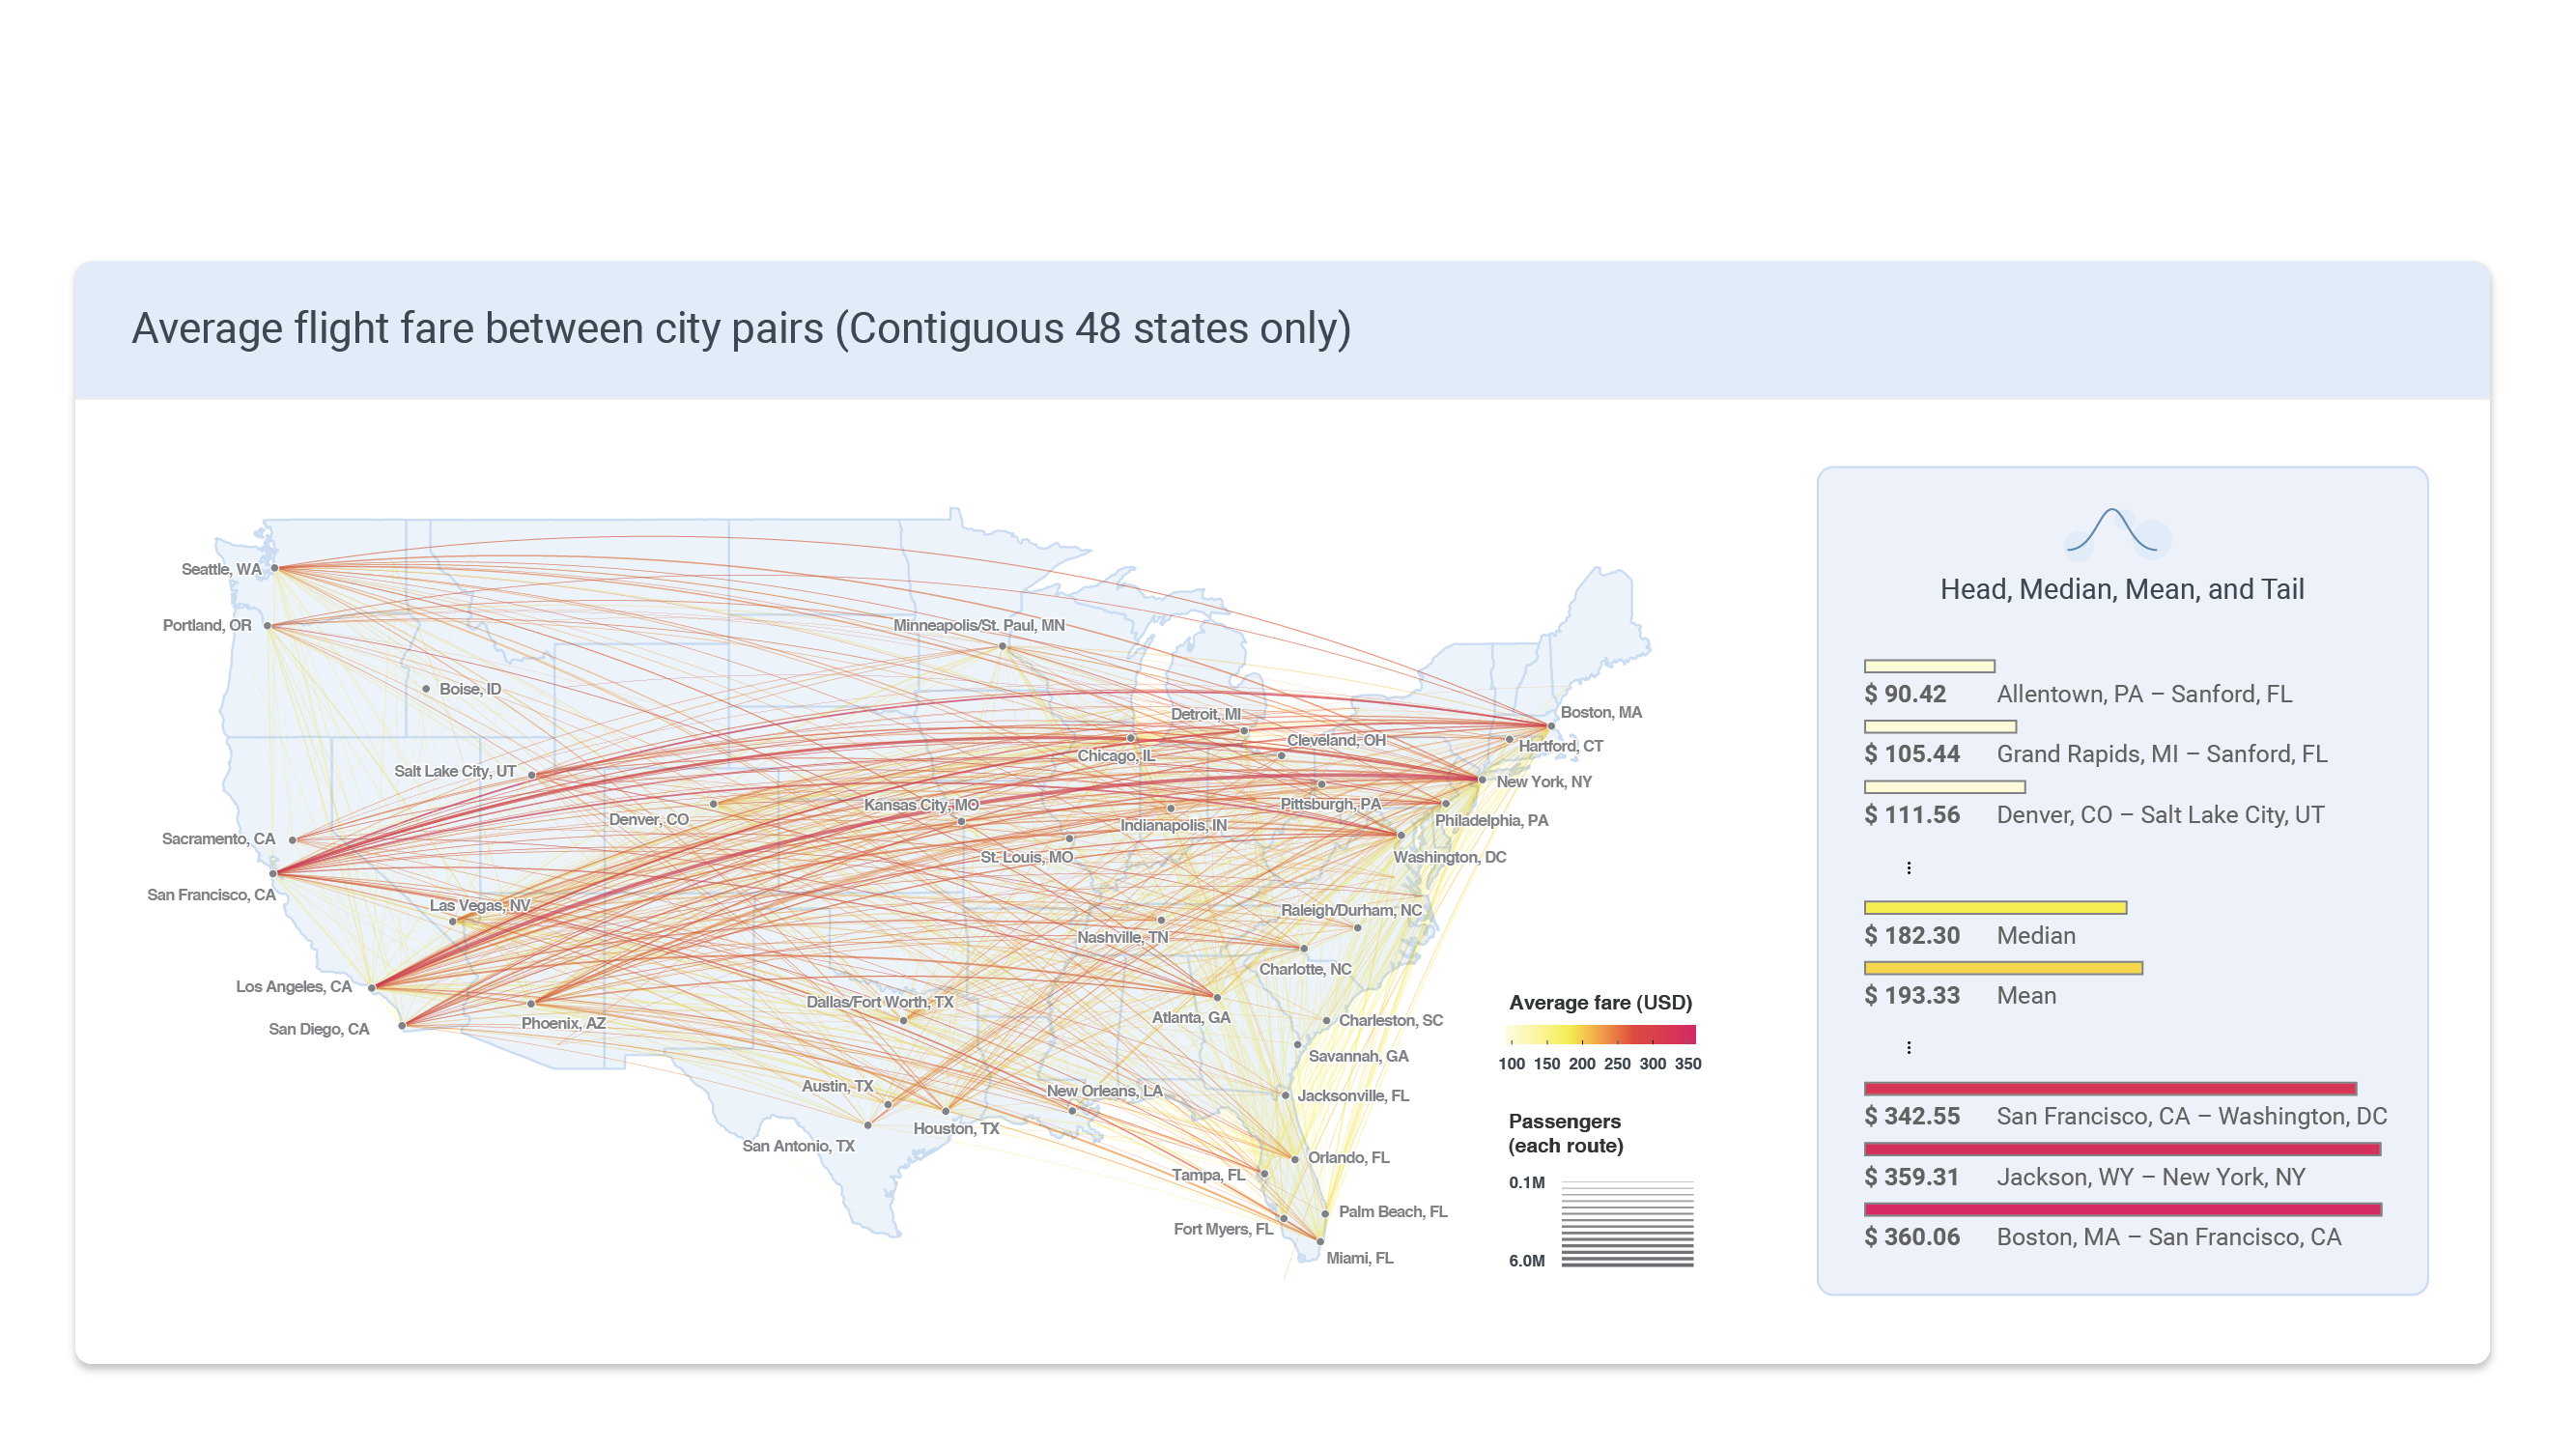 Average flight fare between city pairs (Contiguous 48 states only)
Seattle, WA
Portland, OR
Minneapolis/St. Paul, MN
Boise, ID
Detroit, MI
Boston, MA
Cleveland, OH
Hartford, CT
Chicago, IL
Salt Lake City, UT
New York, NY
Kansas City, MO
Pittsburgh, PA
Denver, CO
Indianapolis, IN
Philadelphia, PA
Sacramento, CA
St. Louis, MO
Washington, DC
San Francisco, CA
Las Vegas, NV
Raleigh/Durham, NC
Nashville, TN
Charlotte, NC
Los Angeles, CA
Dallas/Fort Worth, TX
San Diego, CA
Phoenix, AZ
Atlanta, GA
Charleston, SC
Savannah, GA
Austin, TX
New Orleans, LA
Jacksonville, FL
Houston, TX
San Antonio, TX
Orlando, FL
Tampa, FL
Palm Beach, FL
Fort Myers, FL
Miami, FL
Average fare (USD)
100 150 200 250 300 350
Passengers
(each route)
0.1M
6.0M
Head, Median, Mean, and Tail
$ 90.42 Allentown, PA – Sanford, FL
$ 105.44 Grand Rapids, MI – Sanford, FL
$ 111.56 Denver, CO – Salt Lake City, UT
$ 182.30 Median
$ 193.33 Mean
$ 342.55 San Francisco, CA – Washington, DC
$ 359.31 Jackson, WY – New York, NY
$ 360.06 Boston, MA – San Francisco, CA